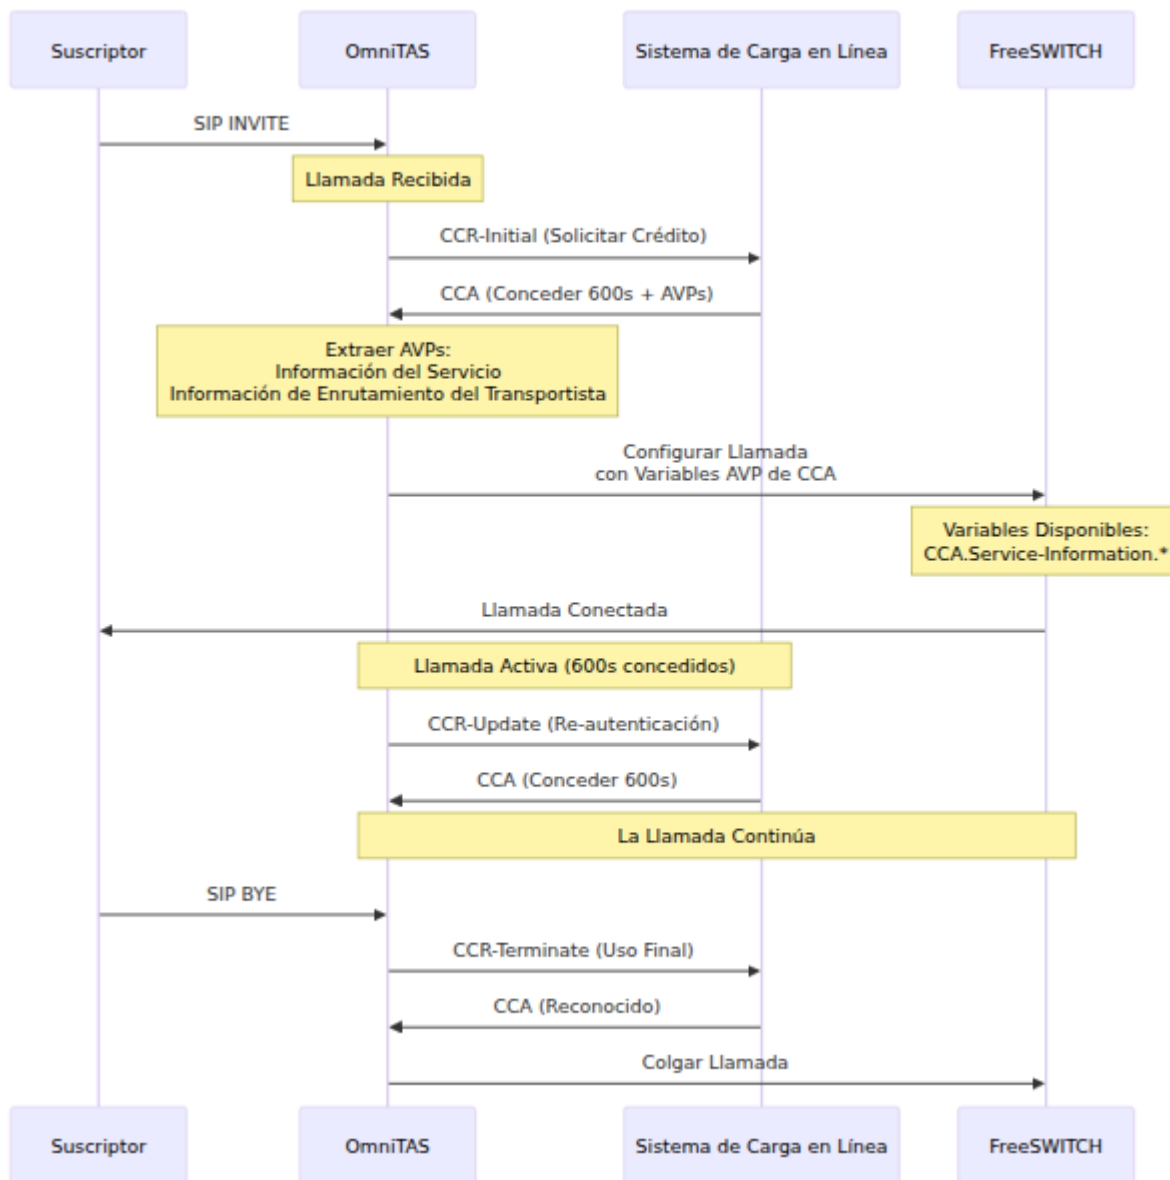 Suscriptor
OmniTAS
Sistema de Carga en Línea
FreeSWITCH
SIP INVITE
Llamada Recibida
CCR-Initial (Solicitar Crédito)
CCA (Conceder 600s + AVPs)
Extraer AVPs:
Información del Servicio
Información de Enrutamiento del Transportista
Configurar Llamada
con Variables AVP de CCA
Variables Disponibles:
CCA.Service-Information.*
Llamada Conectada
Llamada Activa (600s concedidos)
CCR-Update (Re-autenticación)
CCA (Conceder 600s)
La Llamada Continúa
SIP BYE
CCR-Terminate (Uso Final)
CCA (Reconocido)
Colgar Llamada
Suscriptor
OmniTAS
Sistema de Carga en Línea
FreeSWITCH